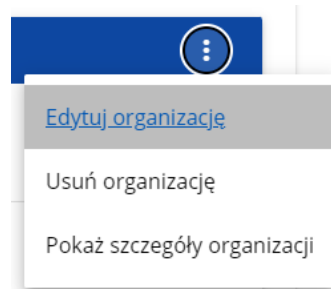 Edytuj organizację
Usuń organizację
Pokaż szczegóły organizacji